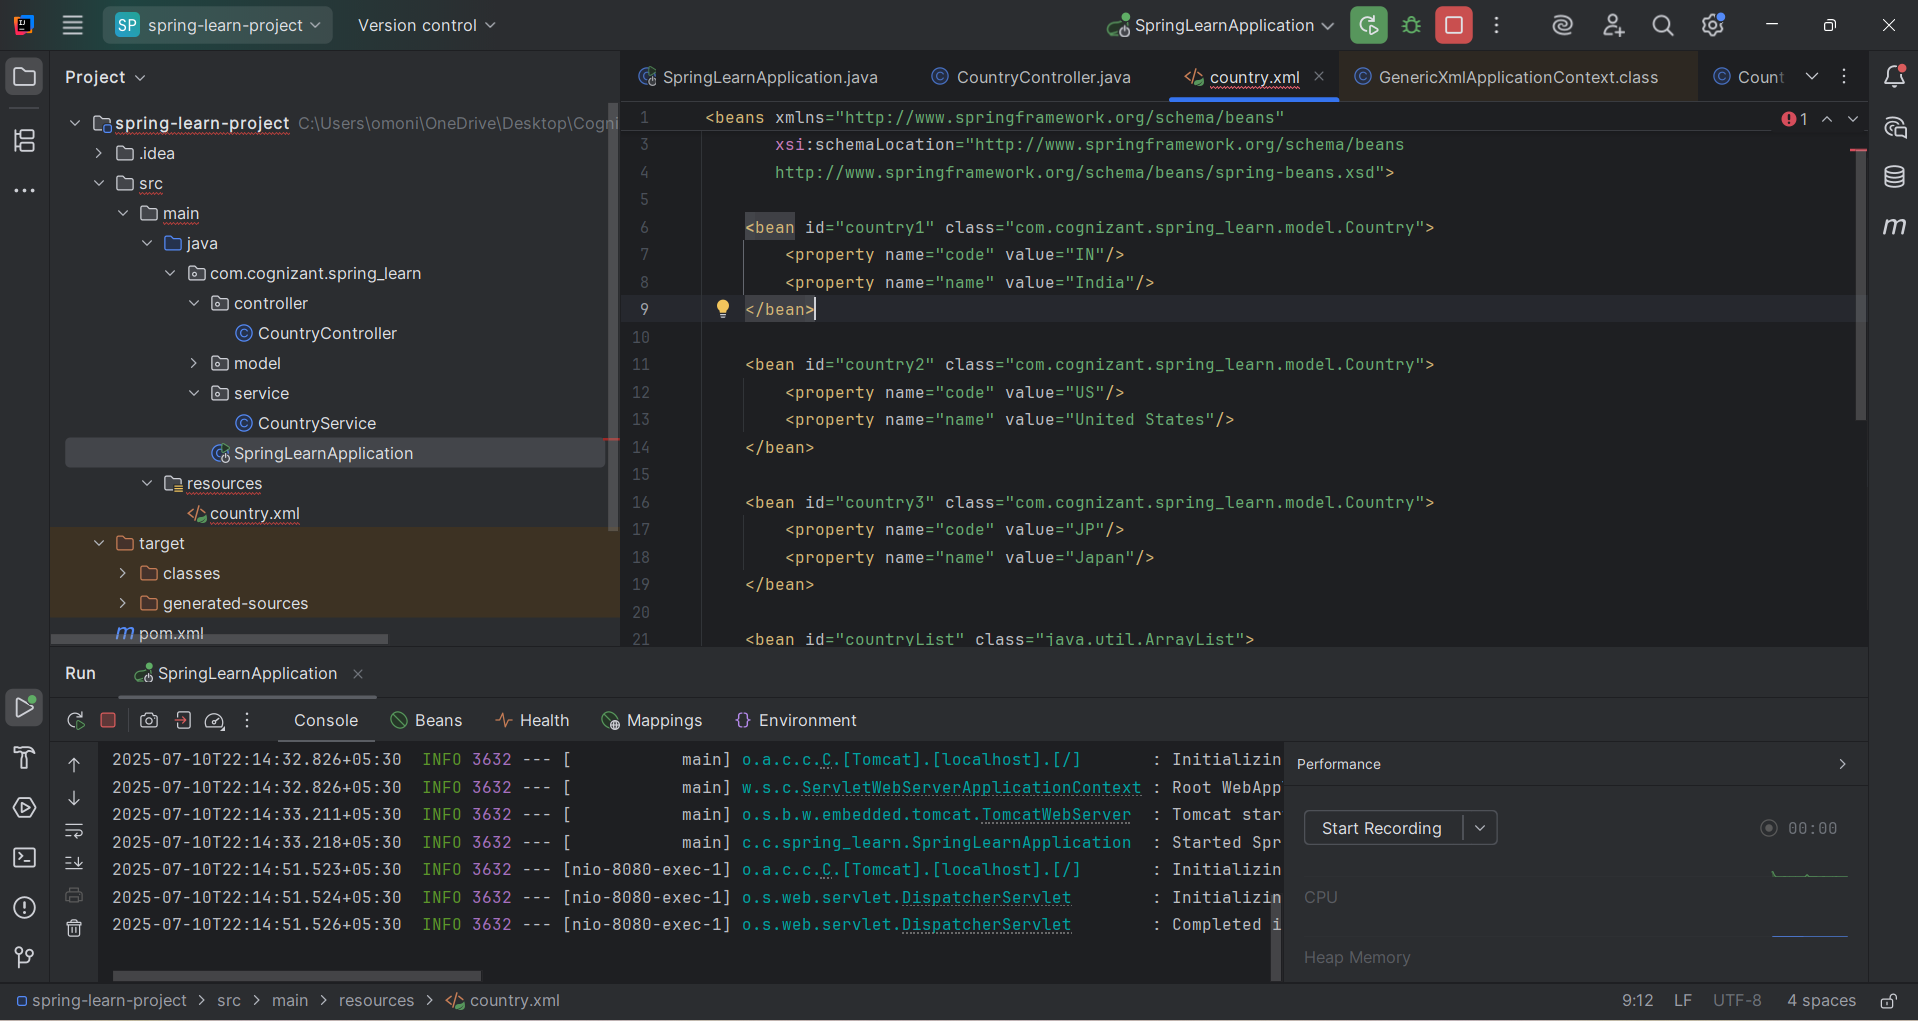 SP spring-learn-project Version control SpringLearnApplication
Project
SpringLearnApplication.java CountryController.java country.xml GenericXmlApplicationContext.class Count
spring-learn-project C:\Users\omoni\OneDrive\Desktop\Cogni
.idea
src
main
java
com.cognizant.spring_learn
controller
CountryController
model
service
CountryService
SpringLearnApplication
resources
country.xml
target
classes
generated-sources
pom.xml
1 <beans xmlns="http://www.springframework.org/schema/beans"
1
3 xsi:schemaLocation="http://www.springframework.org/schema/beans
4 http://www.springframework.org/schema/beans/spring-beans.xsd">
5
6 <bean id="country1" class="com.cognizant.spring_learn.model.Country">
7 <property name="code" value="IN"/>
8 <property name="name" value="India"/>
9 </bean>
10
11 <bean id="country2" class="com.cognizant.spring_learn.model.Country">
12 <property name="code" value="US"/>
13 <property name="name" value="United States"/>
14 </bean>
15
16 <bean id="country3" class="com.cognizant.spring_learn.model.Country">
17 <property name="code" value="JP"/>
18 <property name="name" value="Japan"/>
19 </bean>
20
21 <bean id="countryList" class="java.util.ArrayList">
Run SpringLearnApplication
Console Beans Health Mappings Environment
2025-07-10T22:14:32.826+05:30 INFO 3632 --- [ main] o.a.c.c.C.[Tomcat].[localhost].[/] : Initializin
2025-07-10T22:14:32.826+05:30 INFO 3632 --- [ main] w.s.c.ServletWebServerApplicationContext : Root WebApp
2025-07-10T22:14:33.211+05:30 INFO 3632 --- [ main] o.s.b.w.embedded.tomcat.TomcatWebServer : Tomcat star
2025-07-10T22:14:33.218+05:30 INFO 3632 --- [ main] c.c.spring_learn.SpringLearnApplication : Started Spr
2025-07-10T22:14:51.523+05:30 INFO 3632 --- [nio-8080-exec-1] o.a.c.c.C.[Tomcat].[localhost].[/] : Initializin
2025-07-10T22:14:51.524+05:30 INFO 3632 --- [nio-8080-exec-1] o.s.web.servlet.DispatcherServlet : Initializin
2025-07-10T22:14:51.526+05:30 INFO 3632 --- [nio-8080-exec-1] o.s.web.servlet.DispatcherServlet : Completed i
Performance
Start Recording 00:00
CPU
Heap Memory
spring-learn-project > src > main > resources > country.xml 9:12 LF UTF-8 4 spaces